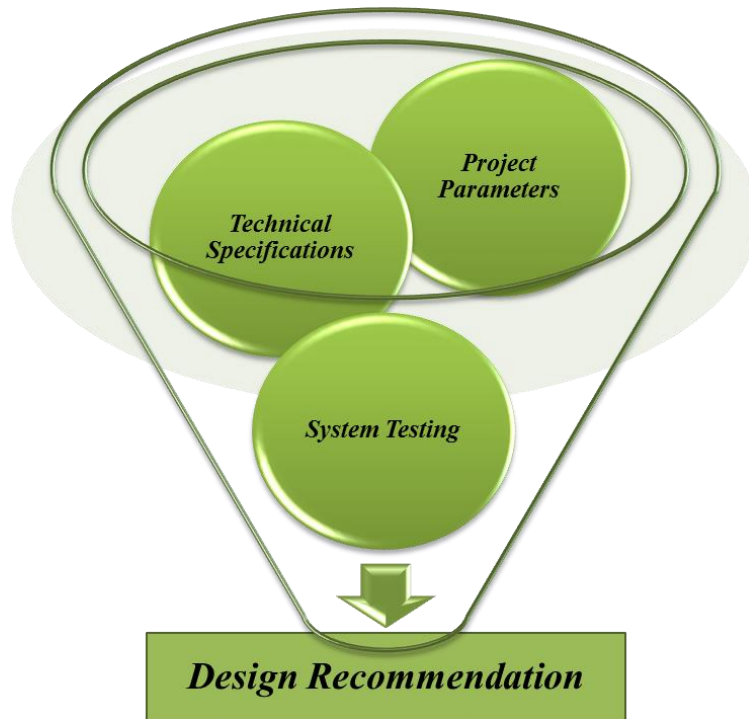 Project
Parameters
Technical
Specifications
System Testing
Design Recommendation